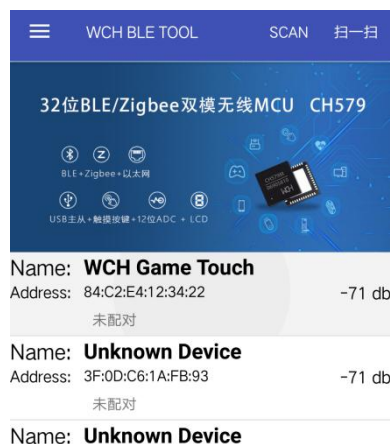 WCH BLE TOOL SCAN 扫一扫
32位BLE/Zigbee双模无线MCU CH579
BLE+Zigbee+以太网
USB主从+触摸按键+12位ADC + LCD
Name: WCH Game Touch
Address: 84:C2:E4:12:34:22 -71 db
未配对
Name: Unknown Device
Address: 3F:0D:C6:1A:FB:93 -71 db
未配对
Name: Unknown Device